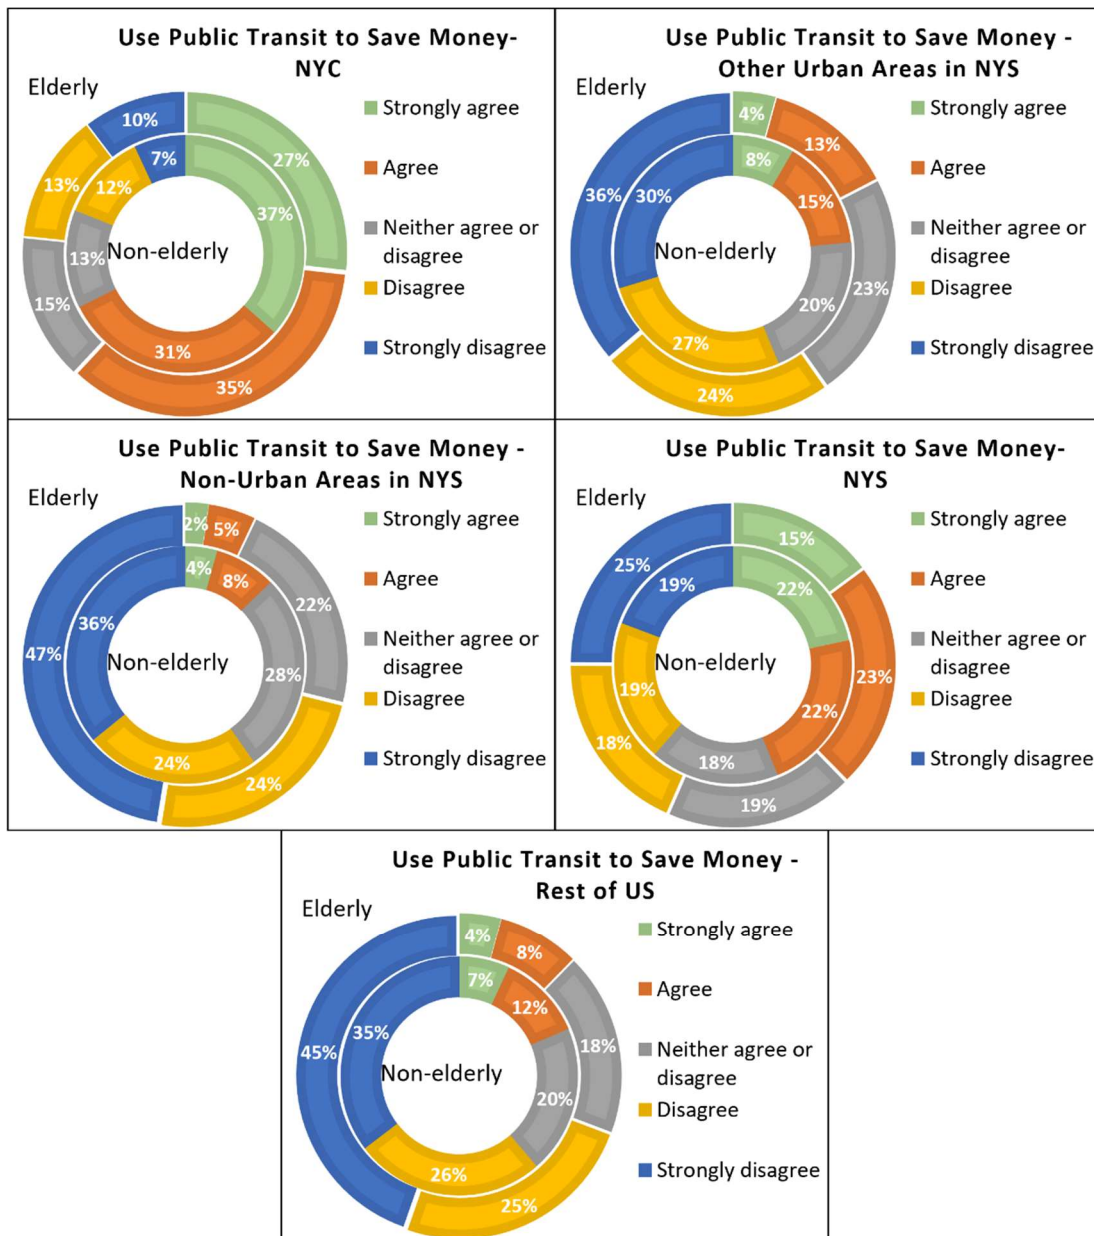 Use Public Transit to Save Money-
NYC
Elderly
Non-elderly
10%
27%
7%
13%
12%
37%
13%
15%
31%
35%
Strongly agree
Agree
Neither agree or
disagree
Disagree
Strongly disagree
Use Public Transit to Save Money -
Other Urban Areas in NYS
Elderly
Non-elderly
4%
13%
8%
36%
30%
15%
23%
20%
27%
24%
Strongly agree
Agree
Neither agree or
disagree
Disagree
Strongly disagree
Use Public Transit to Save Money -
Non-Urban Areas in NYS
Elderly
Non-elderly
2%
5%
4%
8%
22%
36%
47%
28%
24%
24%
Strongly agree
Agree
Neither agree or
disagree
Disagree
Strongly disagree
Use Public Transit to Save Money-
NYS
Elderly
Non-elderly
15%
25%
19%
22%
23%
19%
22%
18%
18%
19%
Strongly agree
Agree
Neither agree or
disagree
Disagree
Strongly disagree
Use Public Transit to Save Money -
Rest of US
Elderly
Non-elderly
4%
8%
7%
12%
35%
45%
18%
20%
26%
25%
Strongly agree
Agree
Neither agree or
disagree
Disagree
Strongly disagree